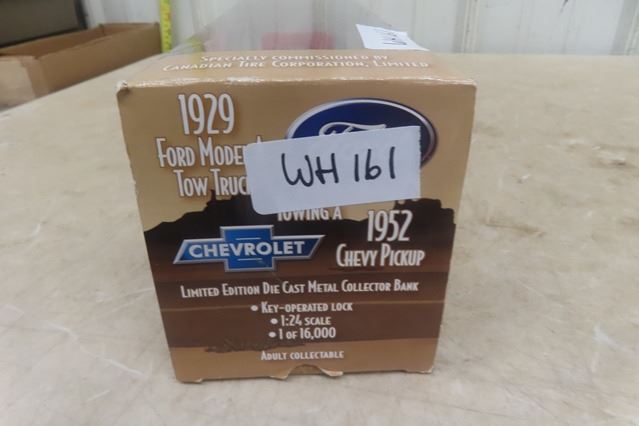 SPECIALLY COMMISSIONED BY
CANADIAN TIRE CORPORATION, LIMITED
1929
FORD MODEL
TOW TRUC
WH 161
TOWING A
CHEVROLET
1952
CHEVY PICKUP
LIMITED EDITION DIE CAST METAL COLLECTOR BANK
• KEY-OPERATED LOCK
• 1:24 SCALE
• 1 OF 16,000
ADULT COLLECTABLE